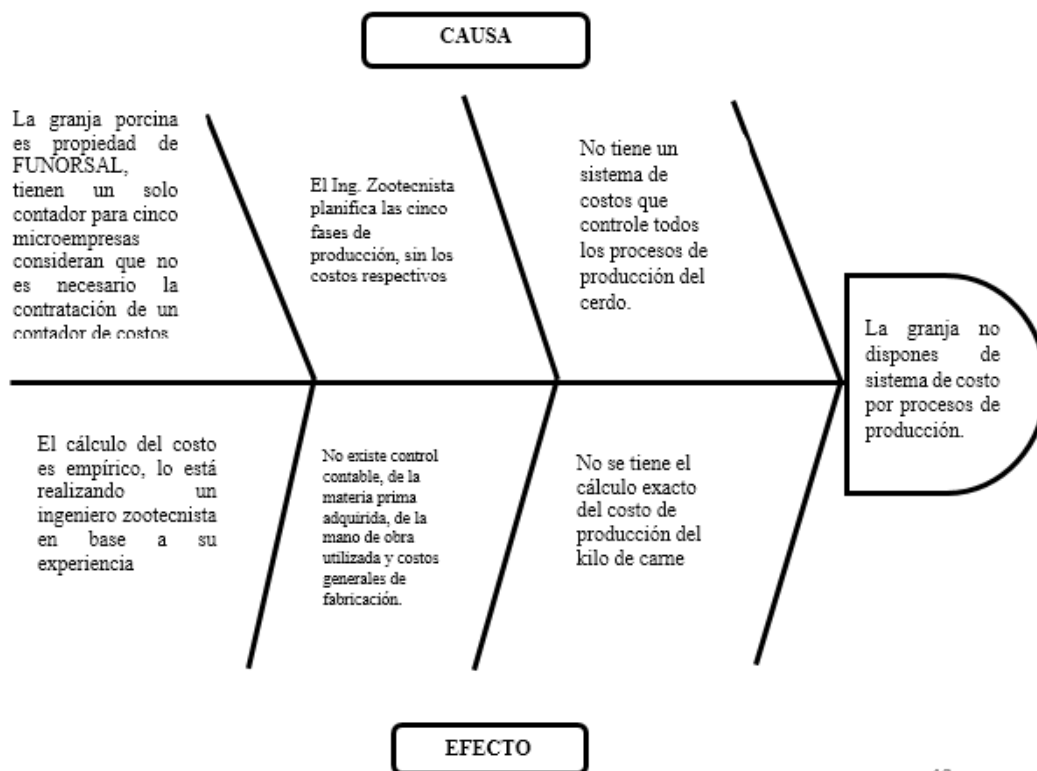 CAUSA
La granja porcina
es propiedad de
FUNORSAL,
tienen un solo
contador para cinco
microempresas
consideran que no
es necesario la
contratación de un
contador de costos
El Ing. Zootecnista
planifica las cinco
fases de
producción, sin los
costos respectivos
No tiene un
sistema de
costos que
controle todos
los procesos de
producción del
cerdo.
La granja no
dispones de
sistema de costo
por procesos de
producción.
El cálculo del costo
es empírico, lo está
realizando un
ingeniero zootecnista
en base a su
experiencia
No existe control
contable, de la
materia prima
adquirida, de la
mano de obra
utilizada y costos
generales de
fabricación.
No se tiene el
cálculo exacto
del costo de
producción del
kilo de carne
EFECTO